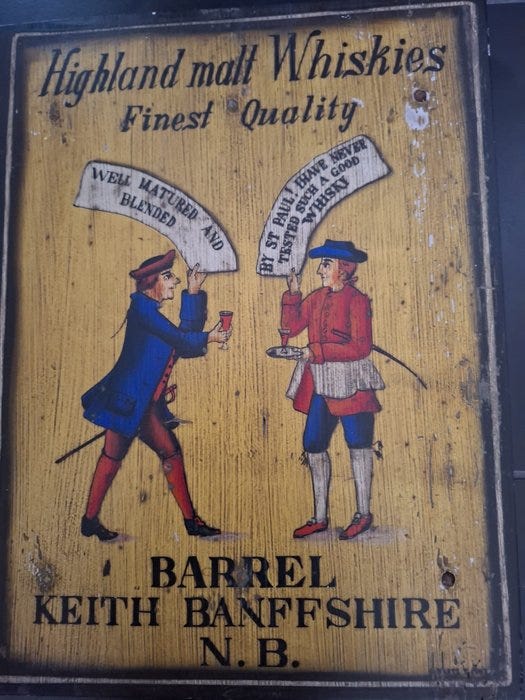 Highland malt Whiskies
Finest Quality
WELL MATURED AND
BLENDED
BY ST PAUL! I HAVE NEVER
TESTED SUCH A GOOD
WHISKY
BARREL
KEITH BANFFSHIRE
N.B.